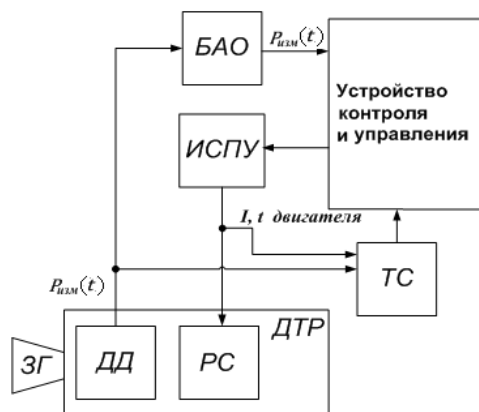 БАО
Pизм(t)
Устройство
контроля
и управления
ИСПУ
I, t двигателя
ТС
Pизм(t)
ДТР
ЗГ
ДД
РС